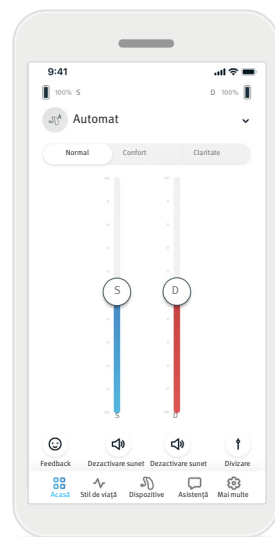 9:41
100% S D 100%
A Automat
Normal Confort Claritate
S D
S D
Feedback Dezactivare sunet Dezactivare sunet Divizare
Acasă Stil de viață Dispozitive Asistență Mai multe